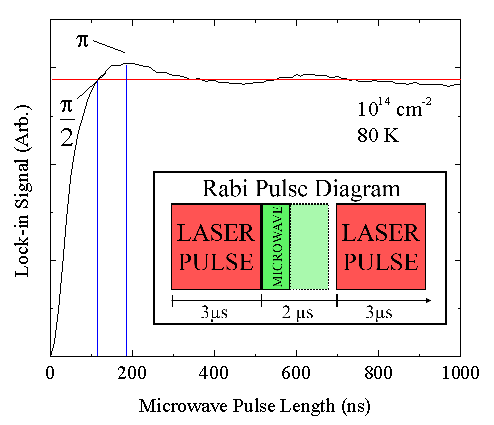 π
π
2
10¹⁴ cm⁻²
80 K
Lock-in Signal (Arb.)
Rabi Pulse Diagram
LASER PULSE
MICROWAVE
LASER PULSE
3μs
2 μs
3μs
0
200
400
600
800
1000
Microwave Pulse Length (ns)